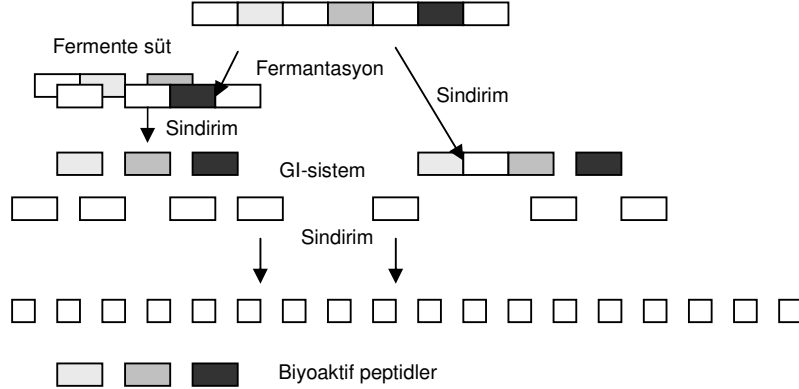 Fermente süt
Fermantasyon
Sindirim
Sindirim
GI-sistem
Sindirim
Biyoaktif peptidler